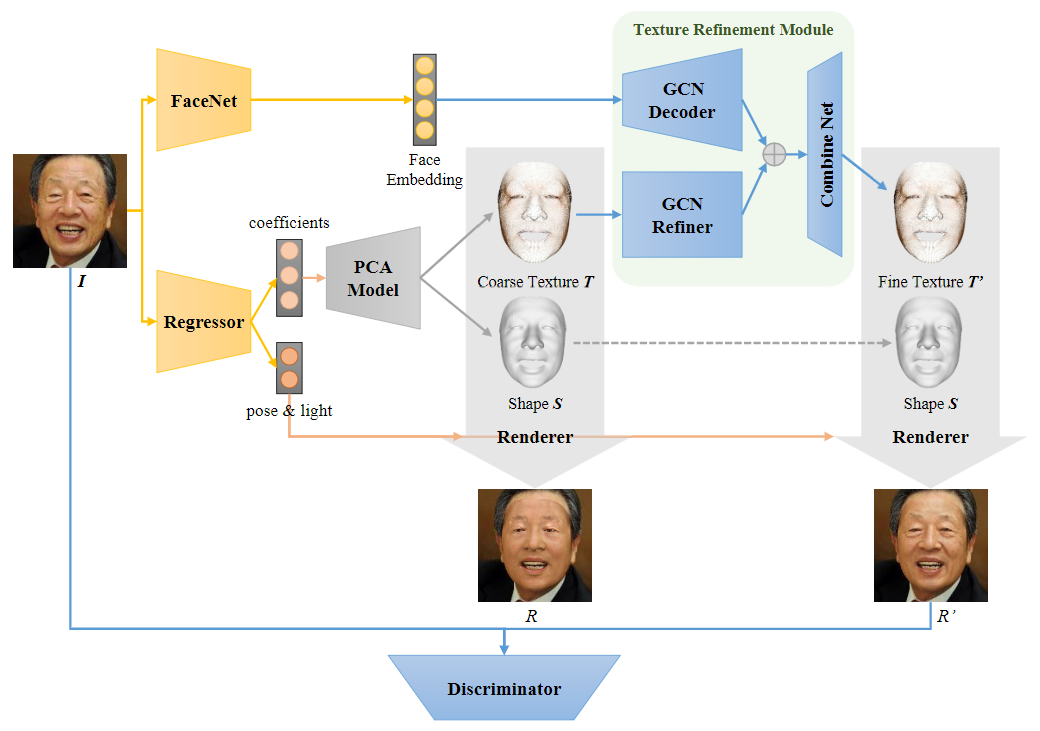 Texture Refinement Module
FaceNet
GCN
Decoder
Combine Net
Face
Embedding
I
coefficients
PCA
Model
GCN
Refiner
Coarse Texture T
Fine Texture T’
Regressor
pose & light
Shape S
Shape S
Renderer
Renderer
R
R’
Discriminator